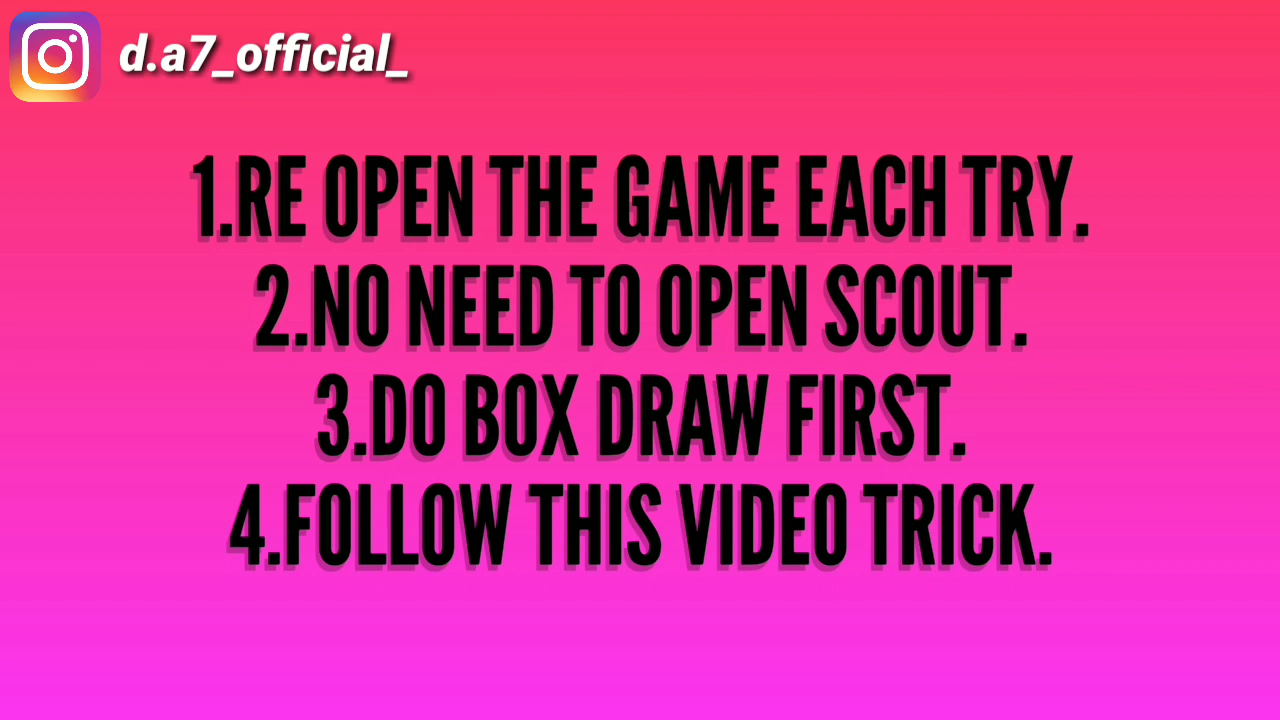 d.a7_official_
1.RE OPEN THE GAME EACH TRY.
2.NO NEED TO OPEN SCOUT.
3.DO BOX DRAW FIRST.
4.FOLLOW THIS VIDEO TRICK.